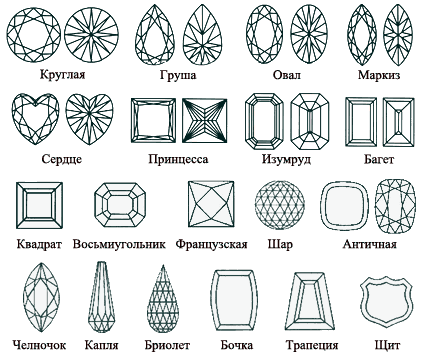 Круглая Груша Овал Маркиз
Сердце Принцесса Изумруд Багет
Квадрат Восьмиугольник Французская Шар Античная
Челночок Капля Бриолет Бочка Трапеция Щит